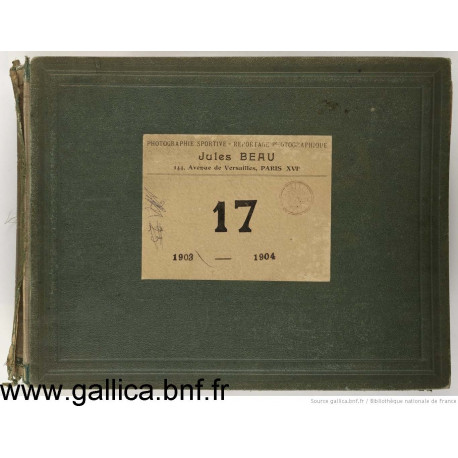 PHOTOGRAPHIE SPORTIVE - REPORTAGE PHOTOGRAPHIQUE
Jules BEAU
144, Avenue de Versailles, PARIS XVIe
17
1903 — 1904
www.gallica.bnf.fr
Source gallica.bnf.fr / Bibliothèque nationale de France